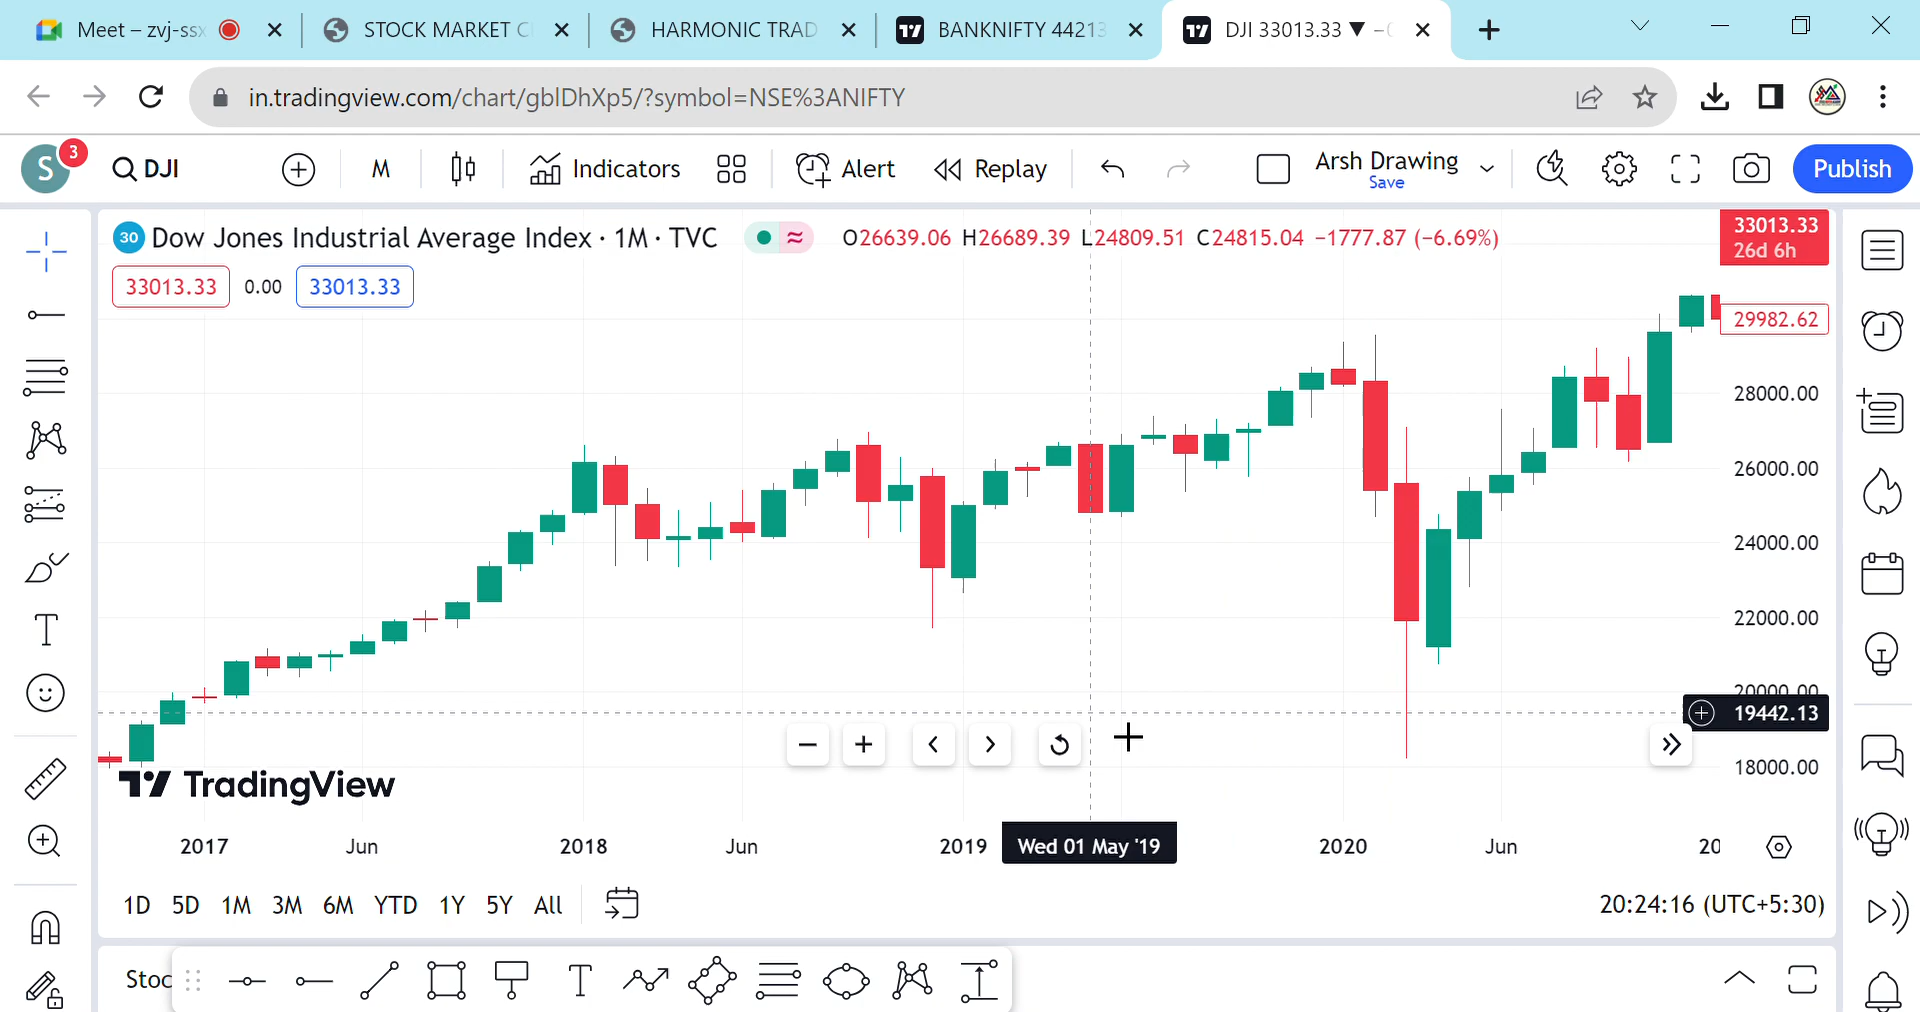 Meet – zvj-ssx
STOCK MARKET C
HARMONIC TRAD
BANKNIFTY 44213
DJI 33013.33 ▼ −
in.tradingview.com/chart/gblDhXp5/?symbol=NSE%3ANIFTY
S 3 DJI M Indicators Alert Replay Arsh Drawing Publish
Save
30 Dow Jones Industrial Average Index · 1M · TVC O26639.06 H26689.39 L24809.51 C24815.04 −1777.87 (−6.69%)
33013.33 0.00 33013.33
33013.33
26d 6h
29982.62
28000.00
26000.00
24000.00
22000.00
20000.00
19442.13
18000.00
TradingView
2017 Jun 2018 Jun 2019 Wed 01 May '19 2020 Jun 20
1D 5D 1M 3M 6M YTD 1Y 5Y All 20:24:16 (UTC+5:30)
Stoc